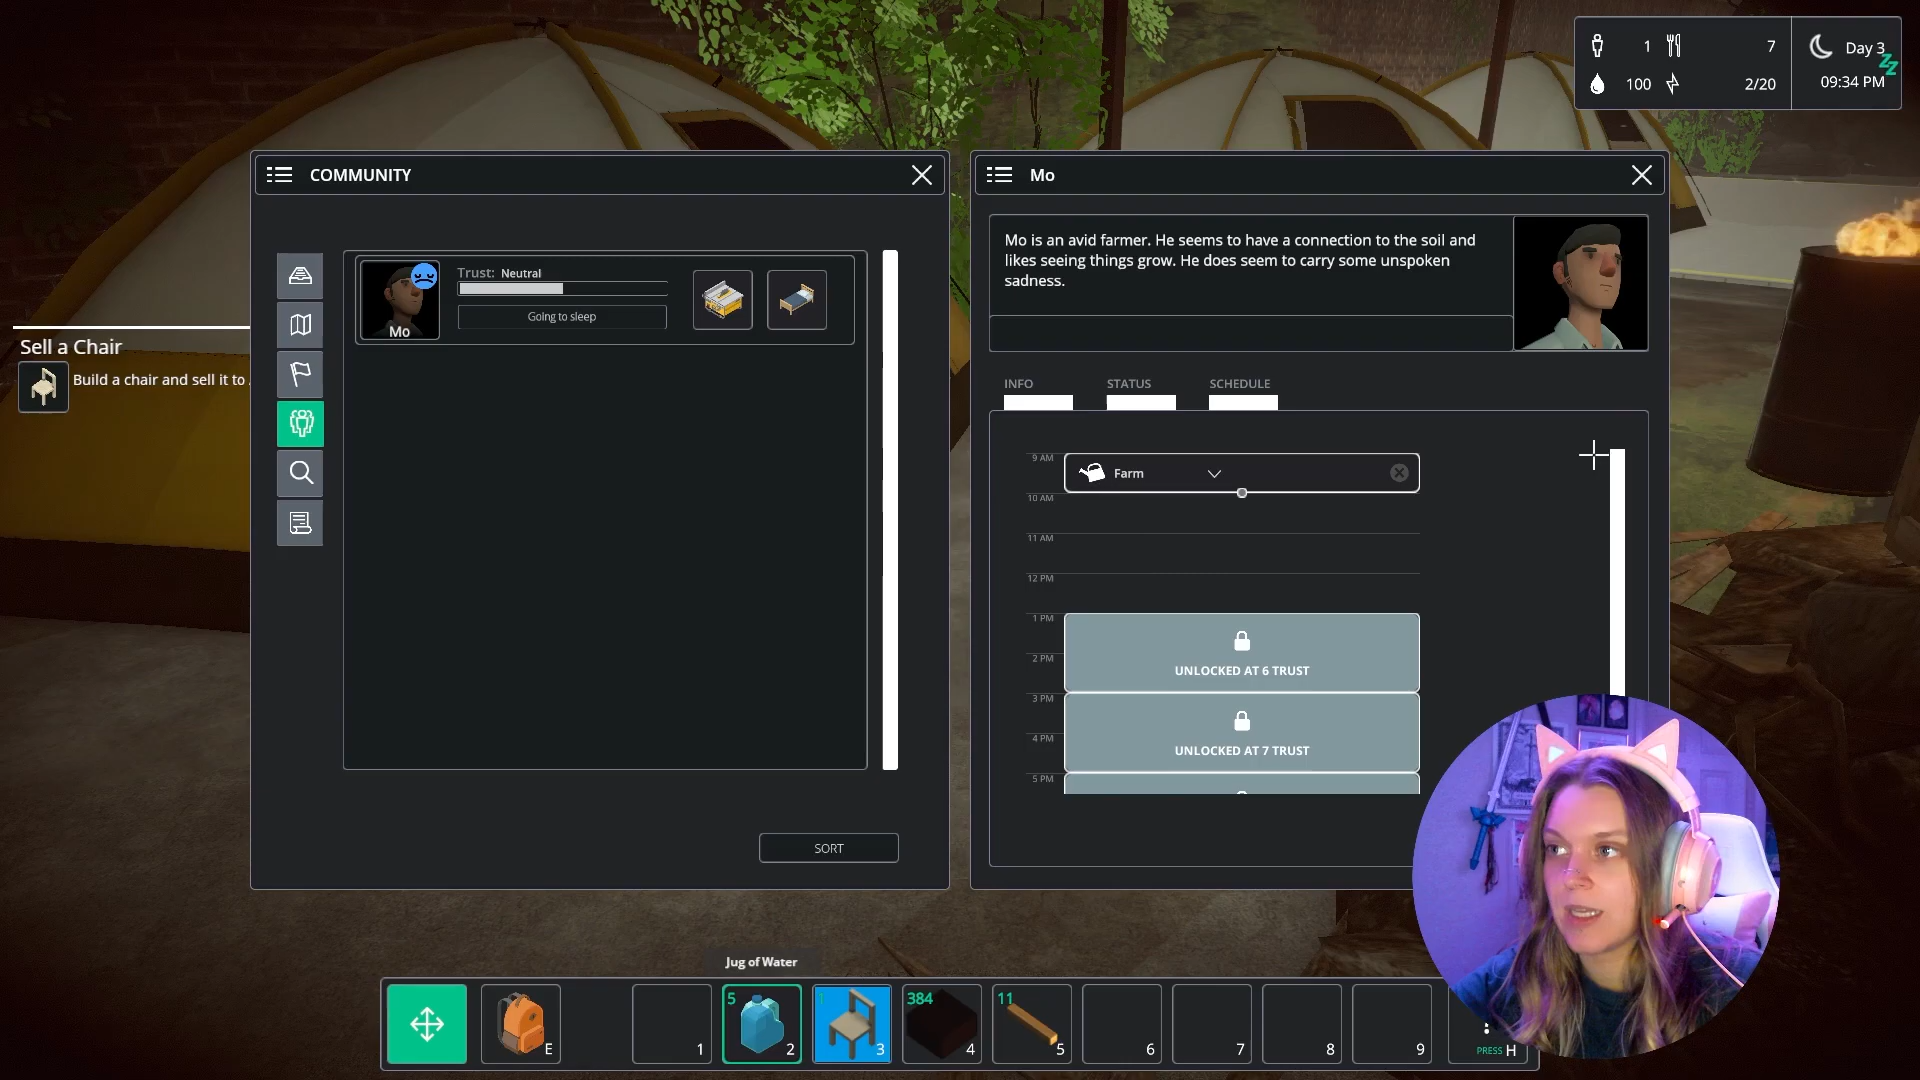 1
7
100
2/20
Day 3
09:34 PM
COMMUNITY
Trust: Neutral
Going to sleep
Mo
SORT
Sell a Chair
Build a chair and sell it to
Mo
Mo is an avid farmer. He seems to have a connection to the soil and
likes seeing things grow. He does seem to carry some unspoken
sadness.
INFO
STATUS
SCHEDULE
9 AM
Farm
10 AM
11 AM
12 PM
1 PM
2 PM
UNLOCKED AT 6 TRUST
3 PM
4 PM
UNLOCKED AT 7 TRUST
5 PM
Jug of Water
E
1
5
2
1
3
384
4
11
5
6
7
8
9
PRESS H